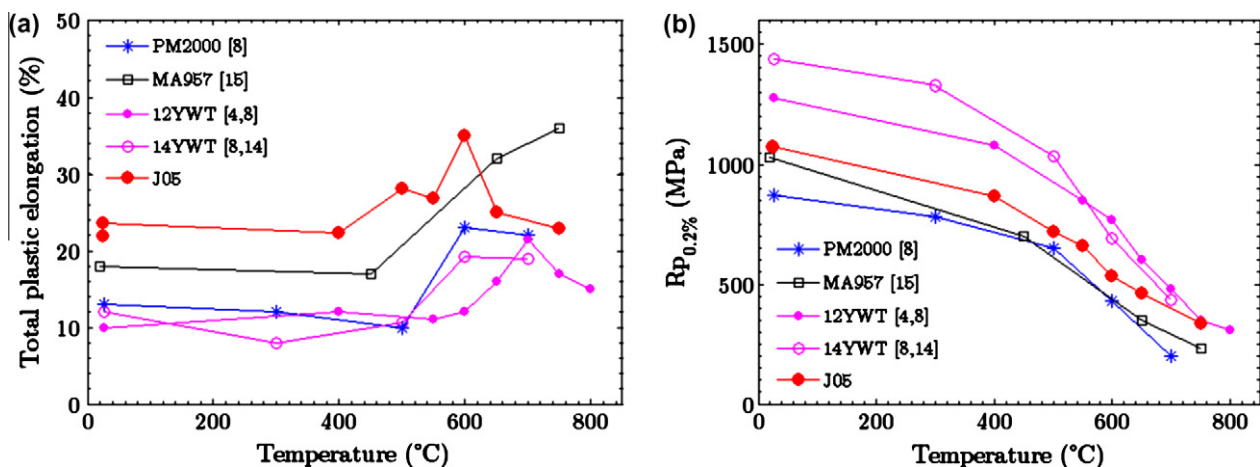 (a)
Total plastic elongation (%)
50
40
30
20
10
0
PM2000 [8]
MA957 [15]
12YWT [4,8]
14YWT [8,14]
J05
0 200 400 600 800
Temperature (°C)
(b)
Rp0.2% (MPa)
1500
1000
500
0
PM2000 [8]
MA957 [15]
12YWT [4,8]
14YWT [8,14]
J05
0 200 400 600 800
Temperature (°C)